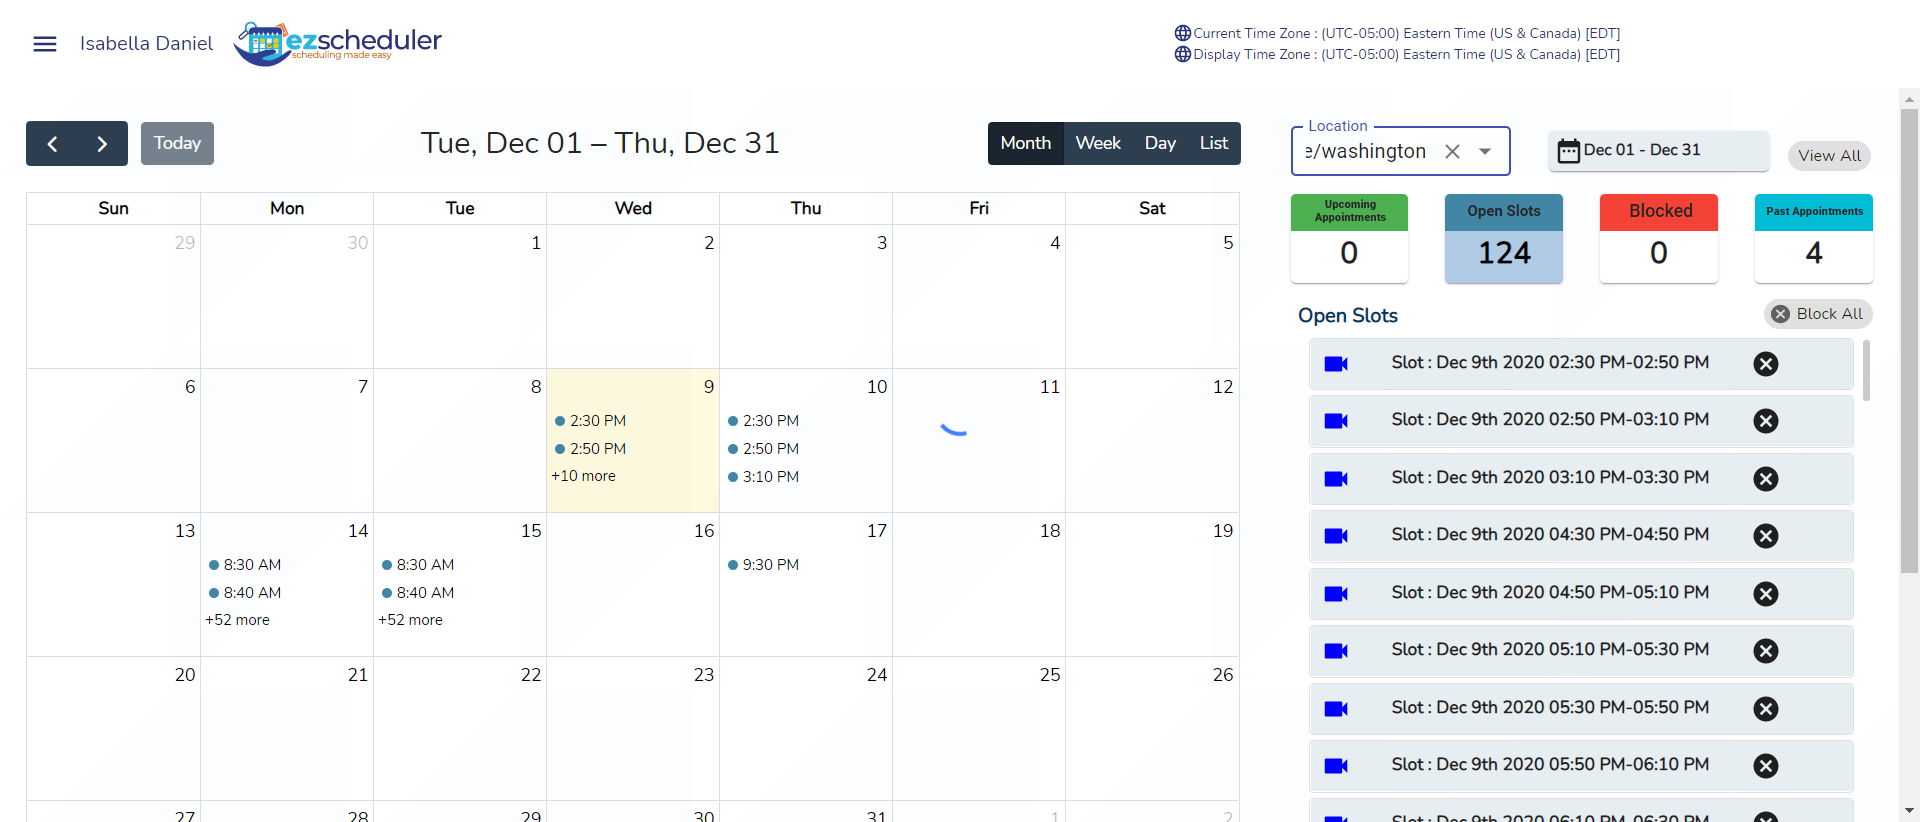 Isabella Daniel
ezscheduler
scheduling made easy
Current Time Zone : (UTC-05:00) Eastern Time (US & Canada) [EDT]
Display Time Zone : (UTC-05:00) Eastern Time (US & Canada) [EDT]
Today
Tue, Dec 01 – Thu, Dec 31
Month Week Day List
Sun Mon Tue Wed Thu Fri Sat
29 30 1 2 3 4 5
6 7 8 9 10 11 12
2:30 PM 2:30 PM
2:50 PM 2:50 PM
+10 more 3:10 PM
13 14 15 16 17 18 19
8:30 AM 8:30 AM 9:30 PM
8:40 AM 8:40 AM
+52 more +52 more
20 21 22 23 24 25 26
27 28 29 30 31 1 2
Location
e/washington
Dec 01 - Dec 31
View All
Upcoming
Appointments
0
Open Slots
124
Blocked
0
Past Appointments
4
Open Slots
Block All
Slot : Dec 9th 2020 02:30 PM-02:50 PM
Slot : Dec 9th 2020 02:50 PM-03:10 PM
Slot : Dec 9th 2020 03:10 PM-03:30 PM
Slot : Dec 9th 2020 04:30 PM-04:50 PM
Slot : Dec 9th 2020 04:50 PM-05:10 PM
Slot : Dec 9th 2020 05:10 PM-05:30 PM
Slot : Dec 9th 2020 05:30 PM-05:50 PM
Slot : Dec 9th 2020 05:50 PM-06:10 PM
Slot : Dec 9th 2020 06:10 PM-06:30 PM